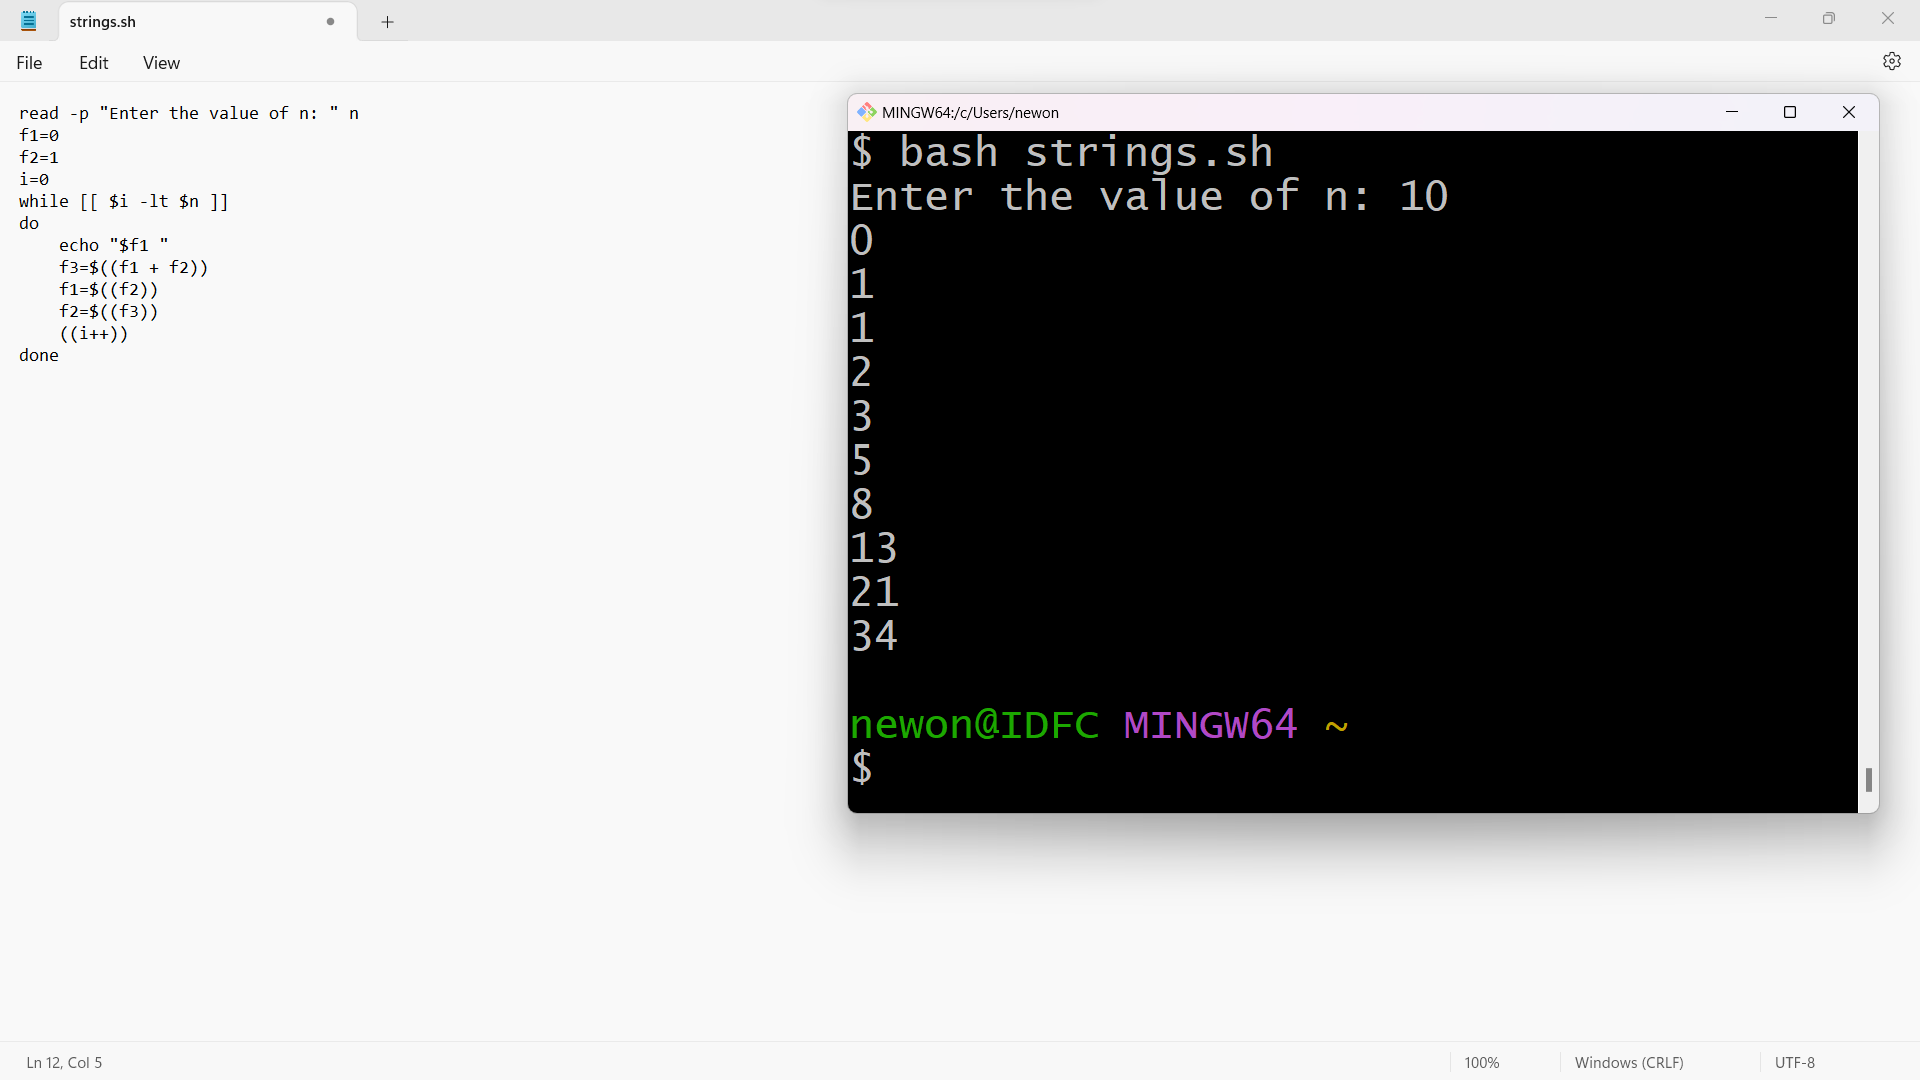 strings.sh
File Edit View
read -p "Enter the value of n: " n
f1=0
f2=1
i=0
while [[ $i -lt $n ]]
do
    echo "$f1 "
    f3=$((f1 + f2))
    f1=$((f2))
    f2=$((f3))
    ((i++))
done
MINGW64:/c/Users/newon
$ bash strings.sh
Enter the value of n: 10
0
1
1
2
3
5
8
13
21
34
newon@IDFC MINGW64 ~
$
Ln 12, Col 5 100% Windows (CRLF) UTF-8